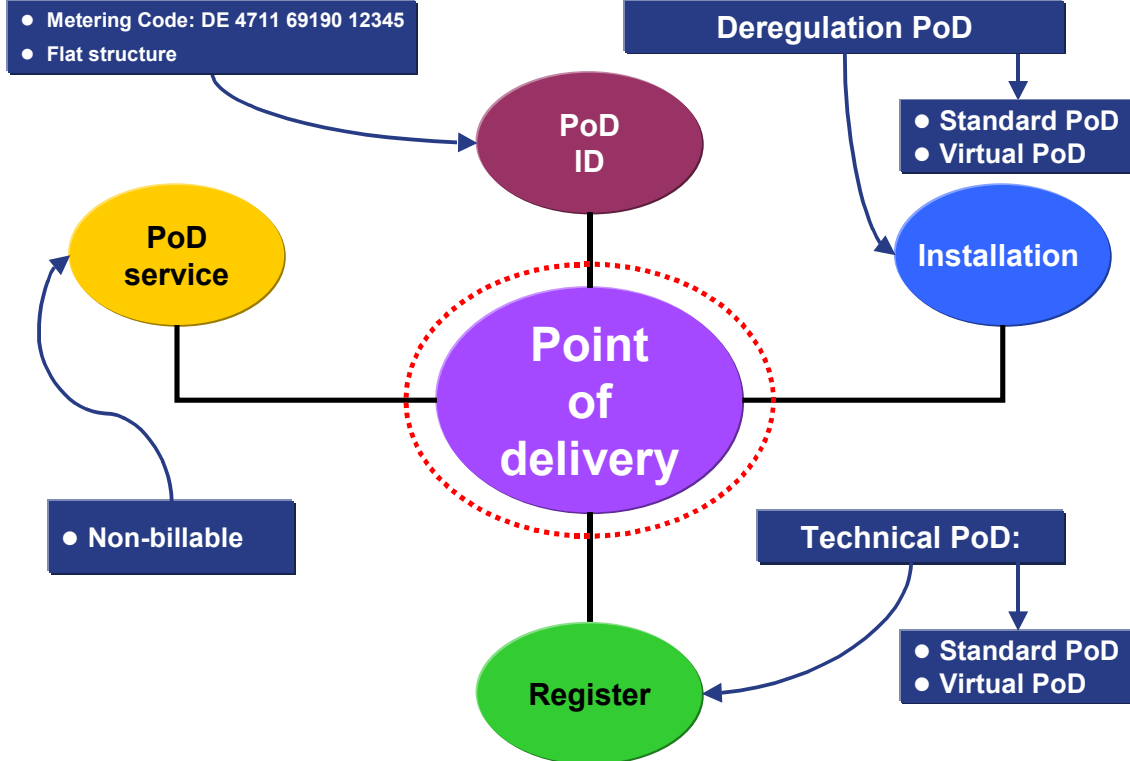 ● Metering Code: DE 4711 69190 12345
● Flat structure
Deregulation PoD
● Standard PoD
● Virtual PoD
PoD
ID
PoD
service
Installation
Point
of
delivery
● Non-billable
Technical PoD:
● Standard PoD
● Virtual PoD
Register